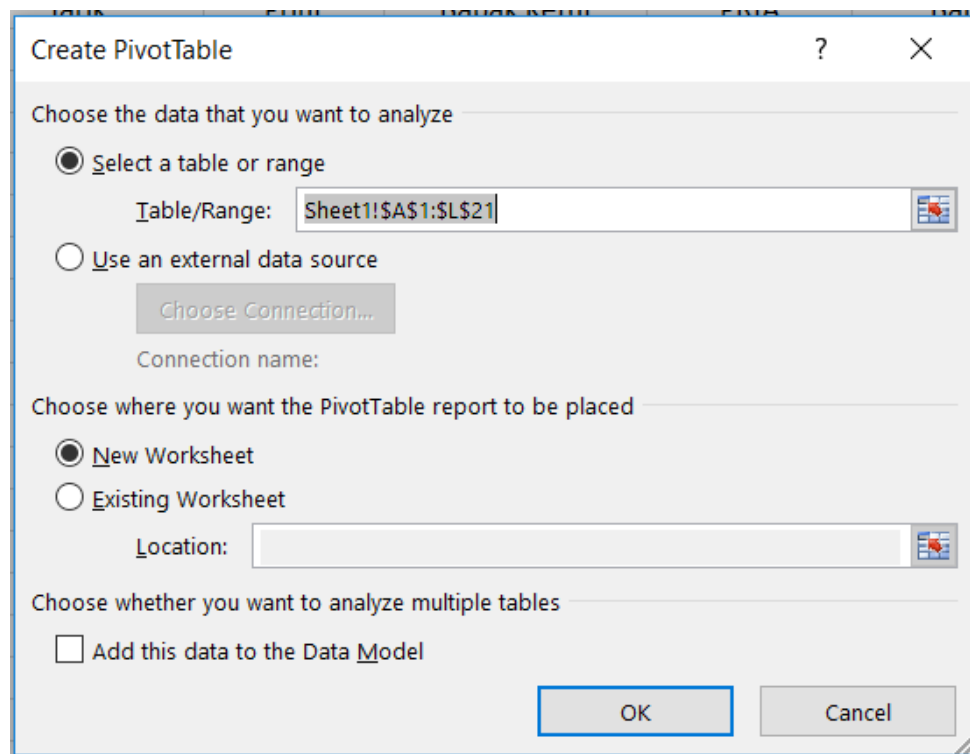 Create PivotTable
?
Choose the data that you want to analyze
Select a table or range
Table/Range: Sheet1!$A$1:$L$21
Use an external data source
Choose Connection...
Connection name:
Choose where you want the PivotTable report to be placed
New Worksheet
Existing Worksheet
Location:
Choose whether you want to analyze multiple tables
Add this data to the Data Model
OK Cancel